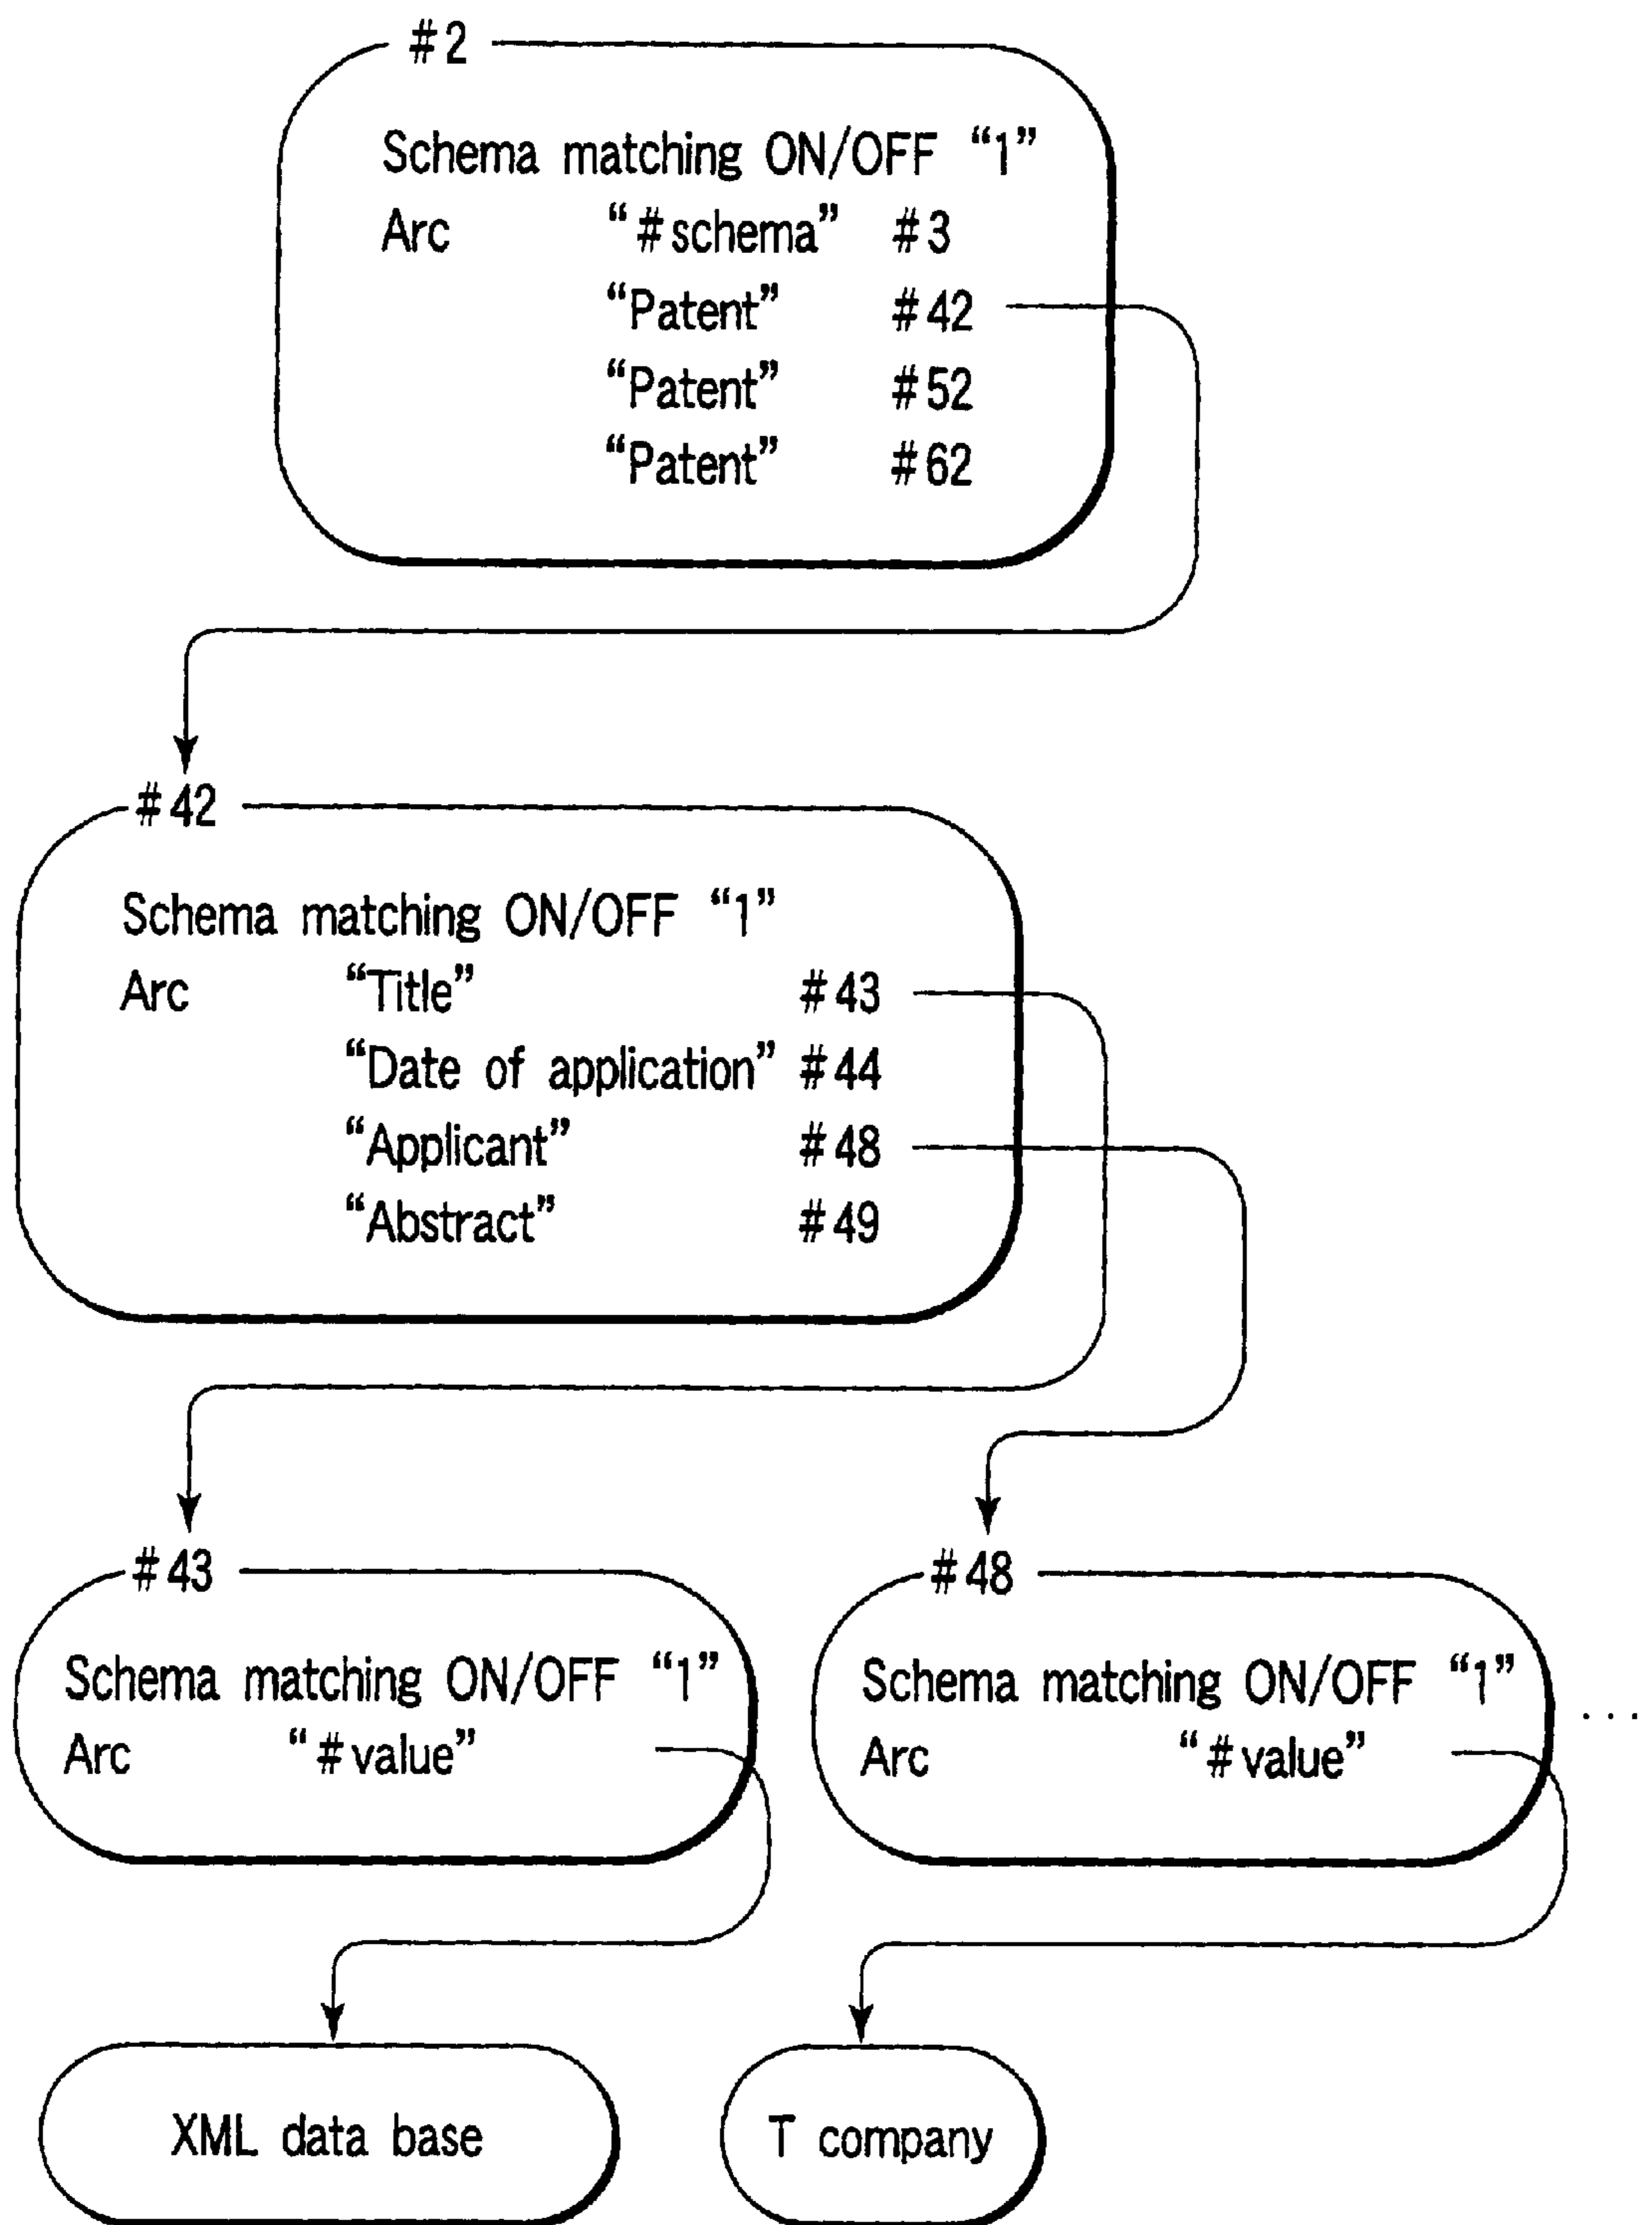 #2
Schema matching ON/OFF “1”
Arc “#schema” #3
“Patent” #42
“Patent” #52
“Patent” #62
#42
Schema matching ON/OFF “1”
Arc “Title” #43
“Date of application” #44
“Applicant” #48
“Abstract” #49
#43
Schema matching ON/OFF “1”
Arc “#value”
#48
Schema matching ON/OFF “1”
Arc “#value”
...
XML data base
T company